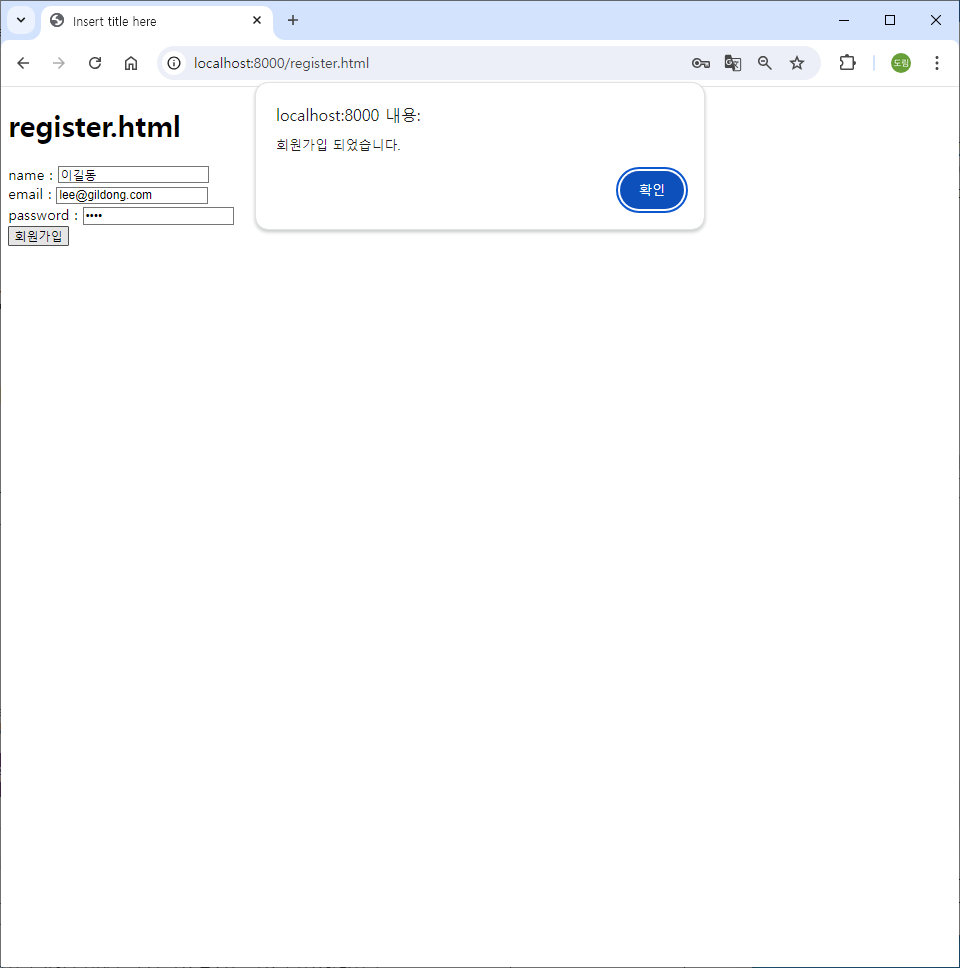 Insert title here
localhost:8000/register.html
도림
localhost:8000 내용:
회원가입 되었습니다.
확인
register.html
name : 이길동
email : lee@gildong.com
password : ••••
회원가입